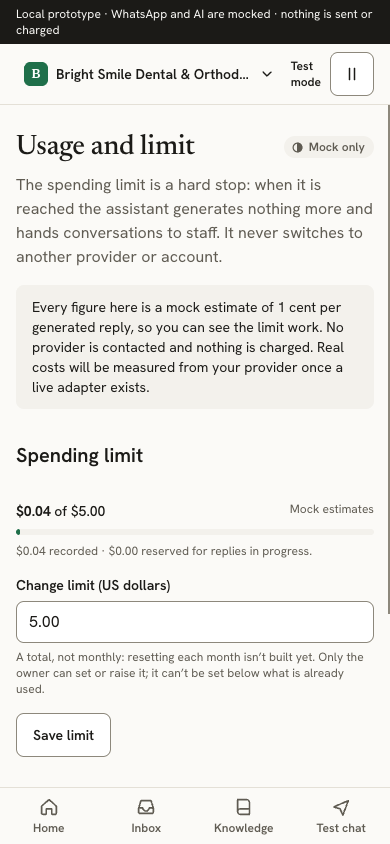 Local prototype · WhatsApp and AI are mocked · nothing is sent or
charged
B
Bright Smile Dental & Orthod...
Test
mode
Usage and limit
Mock only
The spending limit is a hard stop: when it is
reached the assistant generates nothing more and
hands conversations to staff. It never switches to
another provider or account.
Every figure here is a mock estimate of 1 cent per
generated reply, so you can see the limit work. No
provider is contacted and nothing is charged. Real
costs will be measured from your provider once a
live adapter exists.
Spending limit
$0.04 of $5.00
Mock estimates
$0.04 recorded · $0.00 reserved for replies in progress.
Change limit (US dollars)
5.00
A total, not monthly: resetting each month isn’t built yet. Only the
owner can set or raise it; it can’t be set below what is already
used.
Save limit
Home
Inbox
Knowledge
Test chat